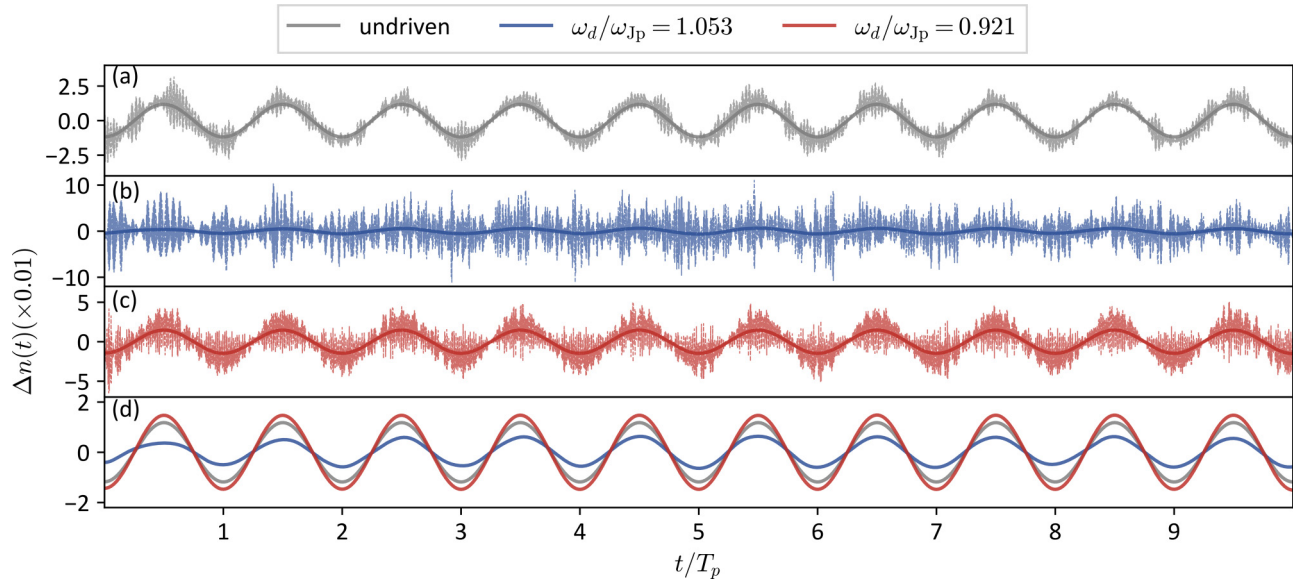 undriven ω_d/ω_Jp = 1.053 ω_d/ω_Jp = 0.921
(a)
2.5
0.0
−2.5
(b)
10
0
−10
(c)
5
0
−5
(d)
2
0
−2
Δn(t)(×0.01)
1 2 3 4 5 6 7 8 9
t/T_p